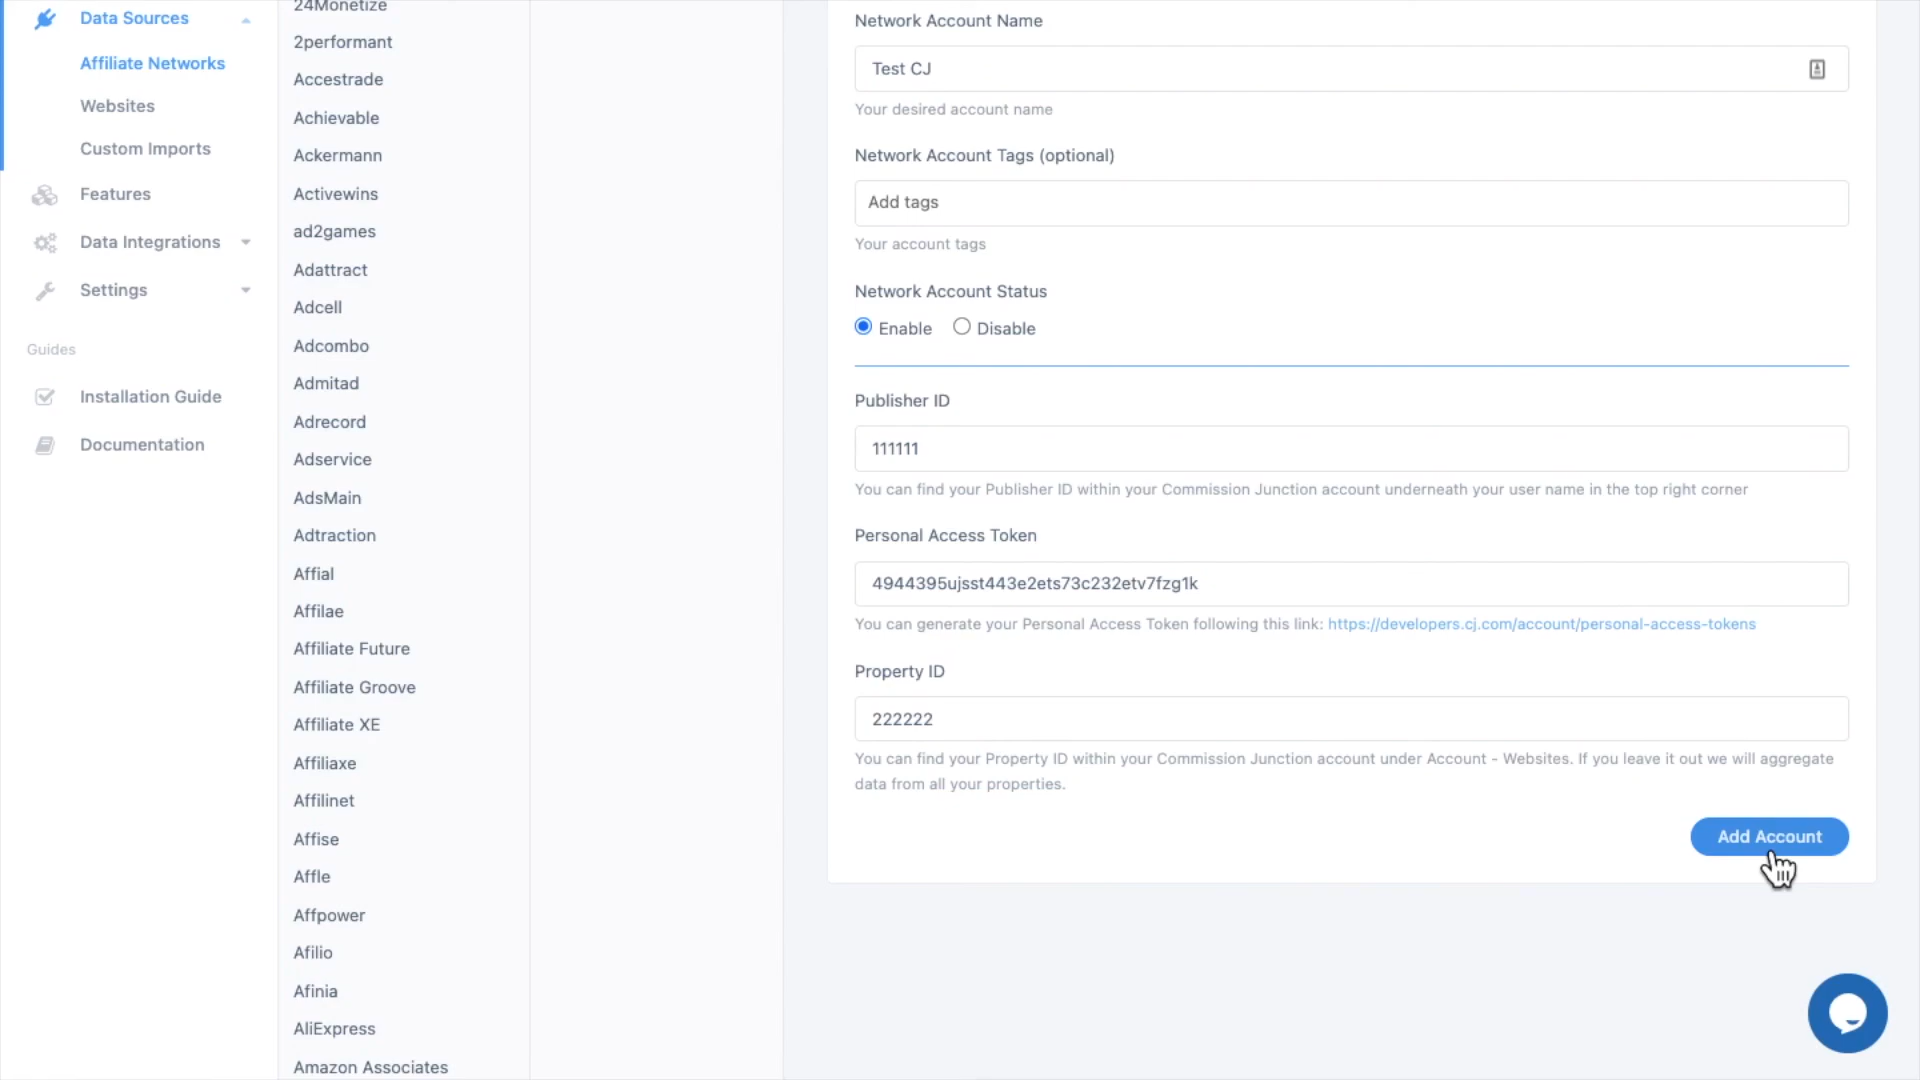 Data Sources
Affiliate Networks
Websites
Custom Imports
Features
Data Integrations
Settings
Guides
Installation Guide
Documentation
24Monetize
2performant
Accestrade
Achievable
Ackermann
Activewins
ad2games
Adattract
Adcell
Adcombo
Admitad
Adrecord
Adservice
AdsMain
Adtraction
Affial
Affilae
Affiliate Future
Affiliate Groove
Affiliate XE
Affiliaxe
Affilinet
Affise
Affle
Affpower
Afilio
Afinia
AliExpress
Amazon Associates
Network Account Name
Test CJ
Your desired account name
Network Account Tags (optional)
Add tags
Your account tags
Network Account Status
Enable Disable
Publisher ID
111111
You can find your Publisher ID within your Commission Junction account underneath your user name in the top right corner
Personal Access Token
4944395ujsst443e2ets73c232etv7fzg1k
You can generate your Personal Access Token following this link: https://developers.cj.com/account/personal-access-tokens
Property ID
222222
You can find your Property ID within your Commission Junction account under Account - Websites. If you leave it out we will aggregate
data from all your properties.
Add Account